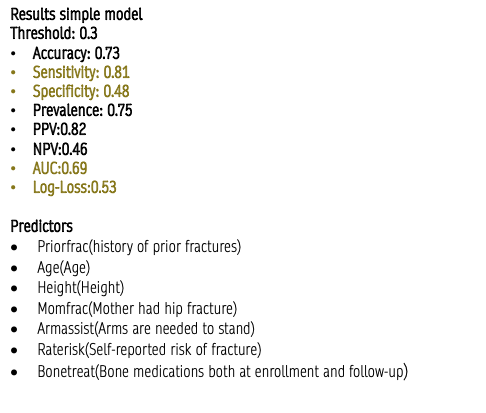 Results simple model
Threshold: 0.3
• Accuracy: 0.73
• Sensitivity: 0.81
• Specificity: 0.48
• Prevalence: 0.75
• PPV:0.82
• NPV:0.46
• AUC:0.69
• Log-Loss:0.53
Predictors
• Priorfrac(history of prior fractures)
• Age(Age)
• Height(Height)
• Momfrac(Mother had hip fracture)
• Armassist(Arms are needed to stand)
• Raterisk(Self-reported risk of fracture)
• Bonetreat(Bone medications both at enrollment and follow-up)